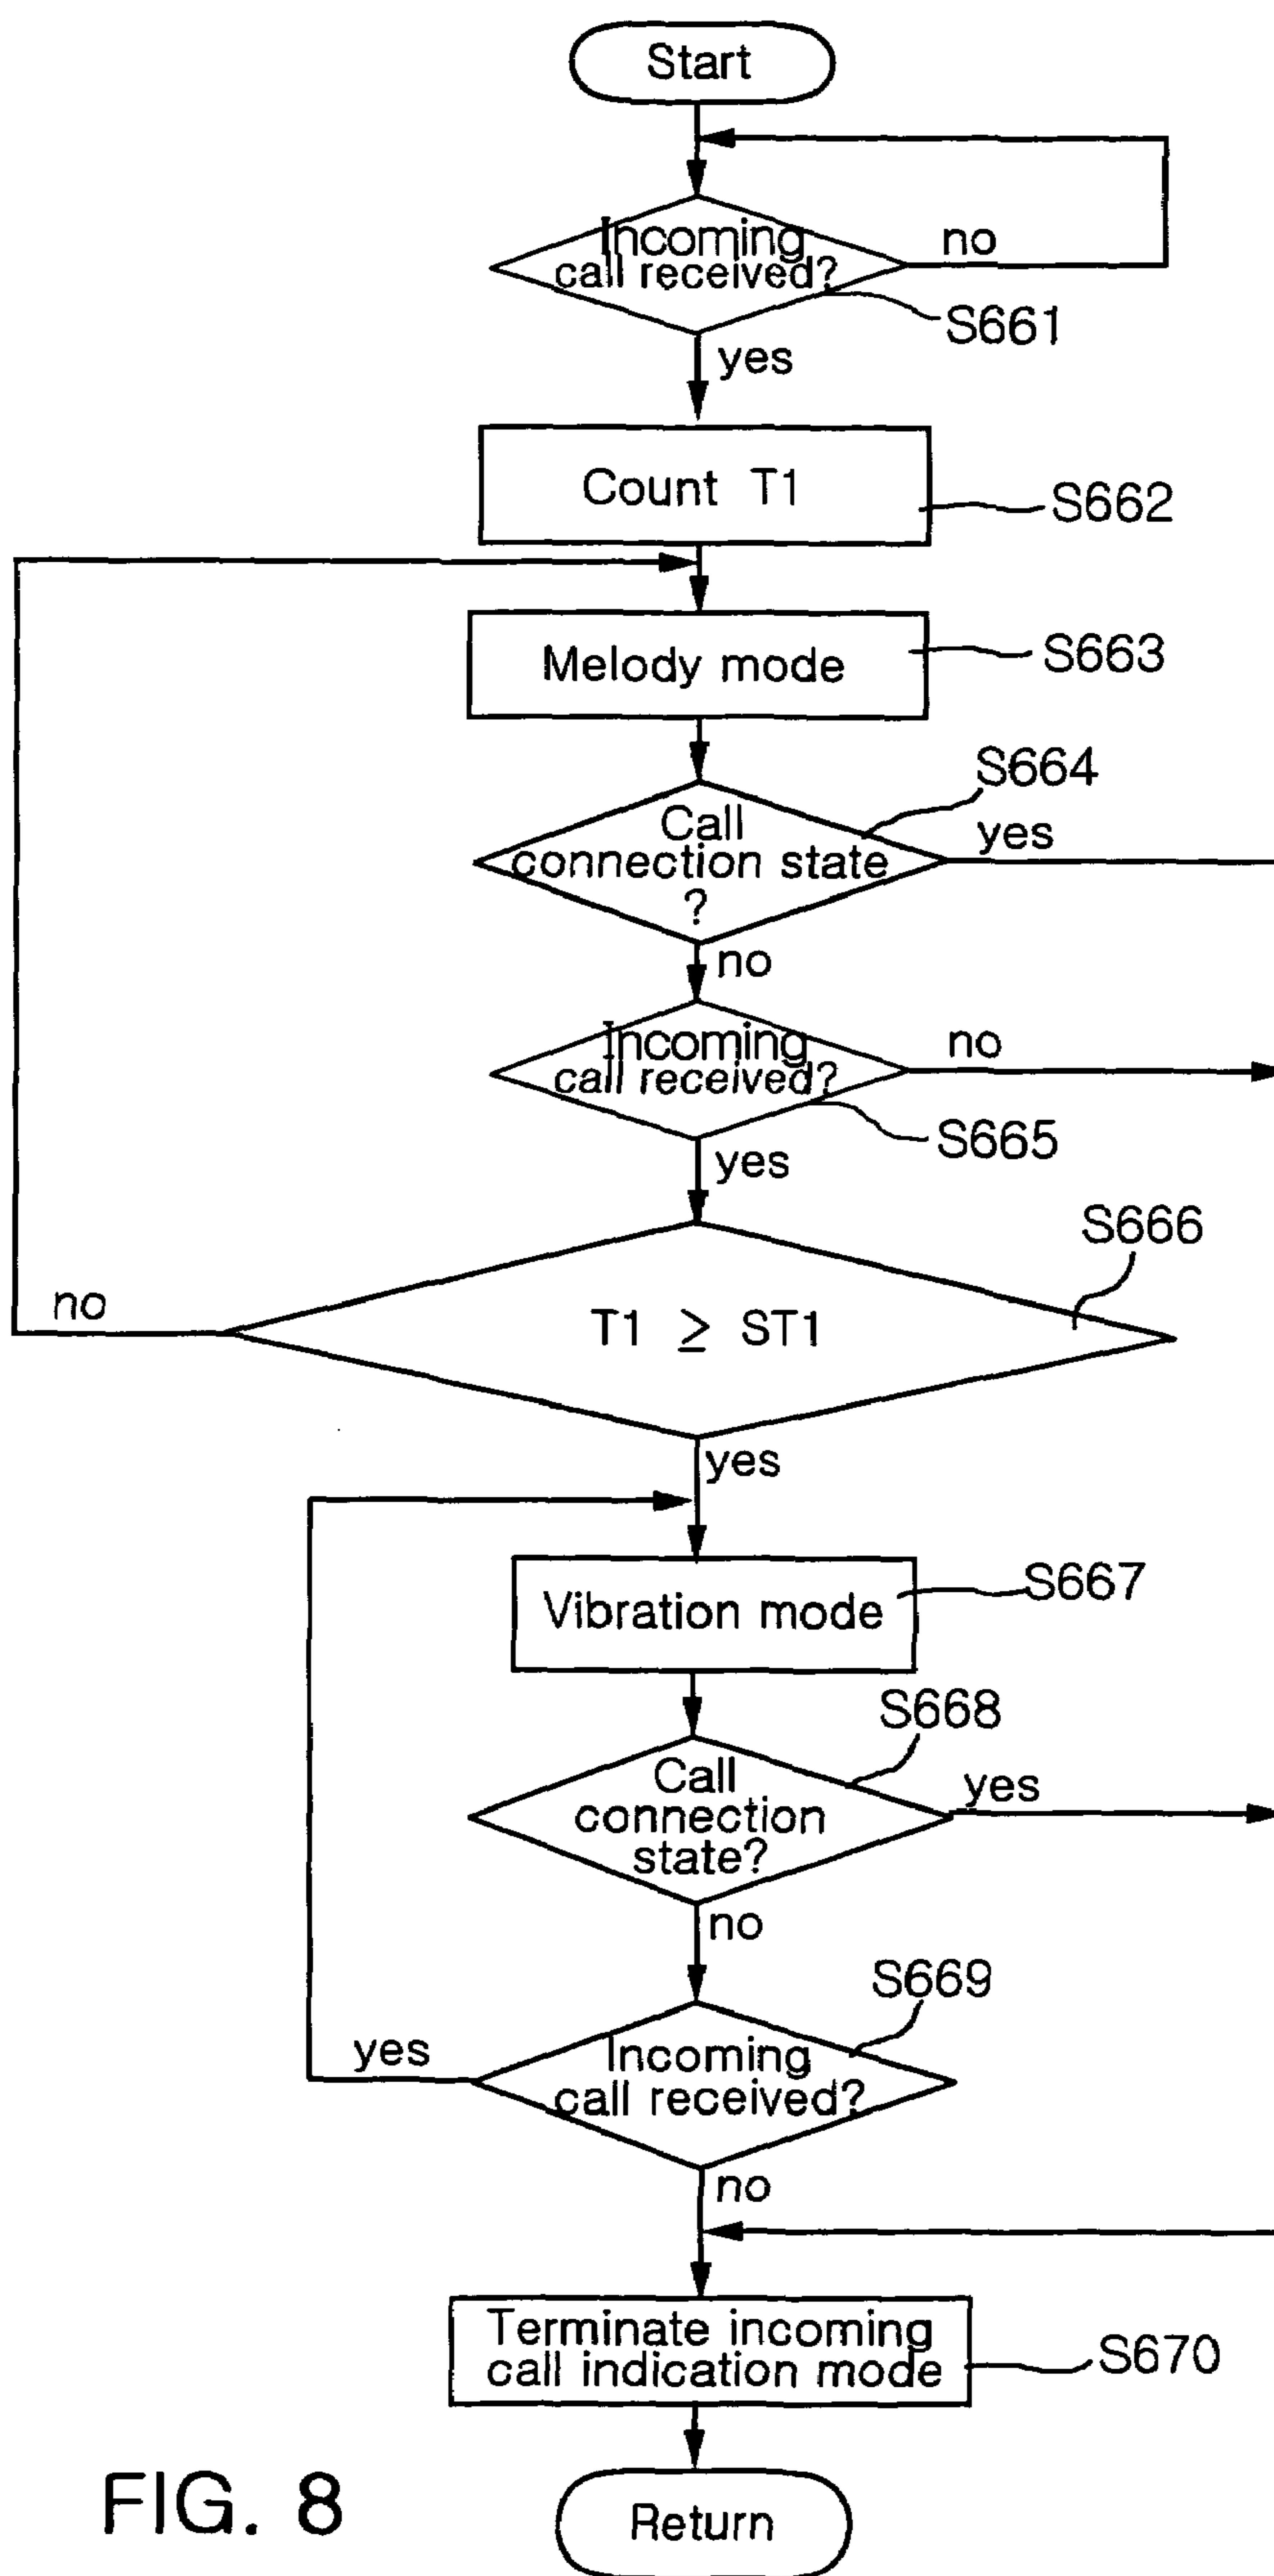 Start
Incoming
call received?
no
S661
yes
Count T1
S662
Melody mode
S663
S664
Call
connection state
?
yes
no
Incoming
call received?
no
S665
yes
S666
T1 ≥ ST1
no
yes
Vibration mode
S667
S668
Call
connection
state?
yes
no
S669
Incoming
call received?
yes
no
Terminate incoming
call indication mode
S670
Return
FIG. 8